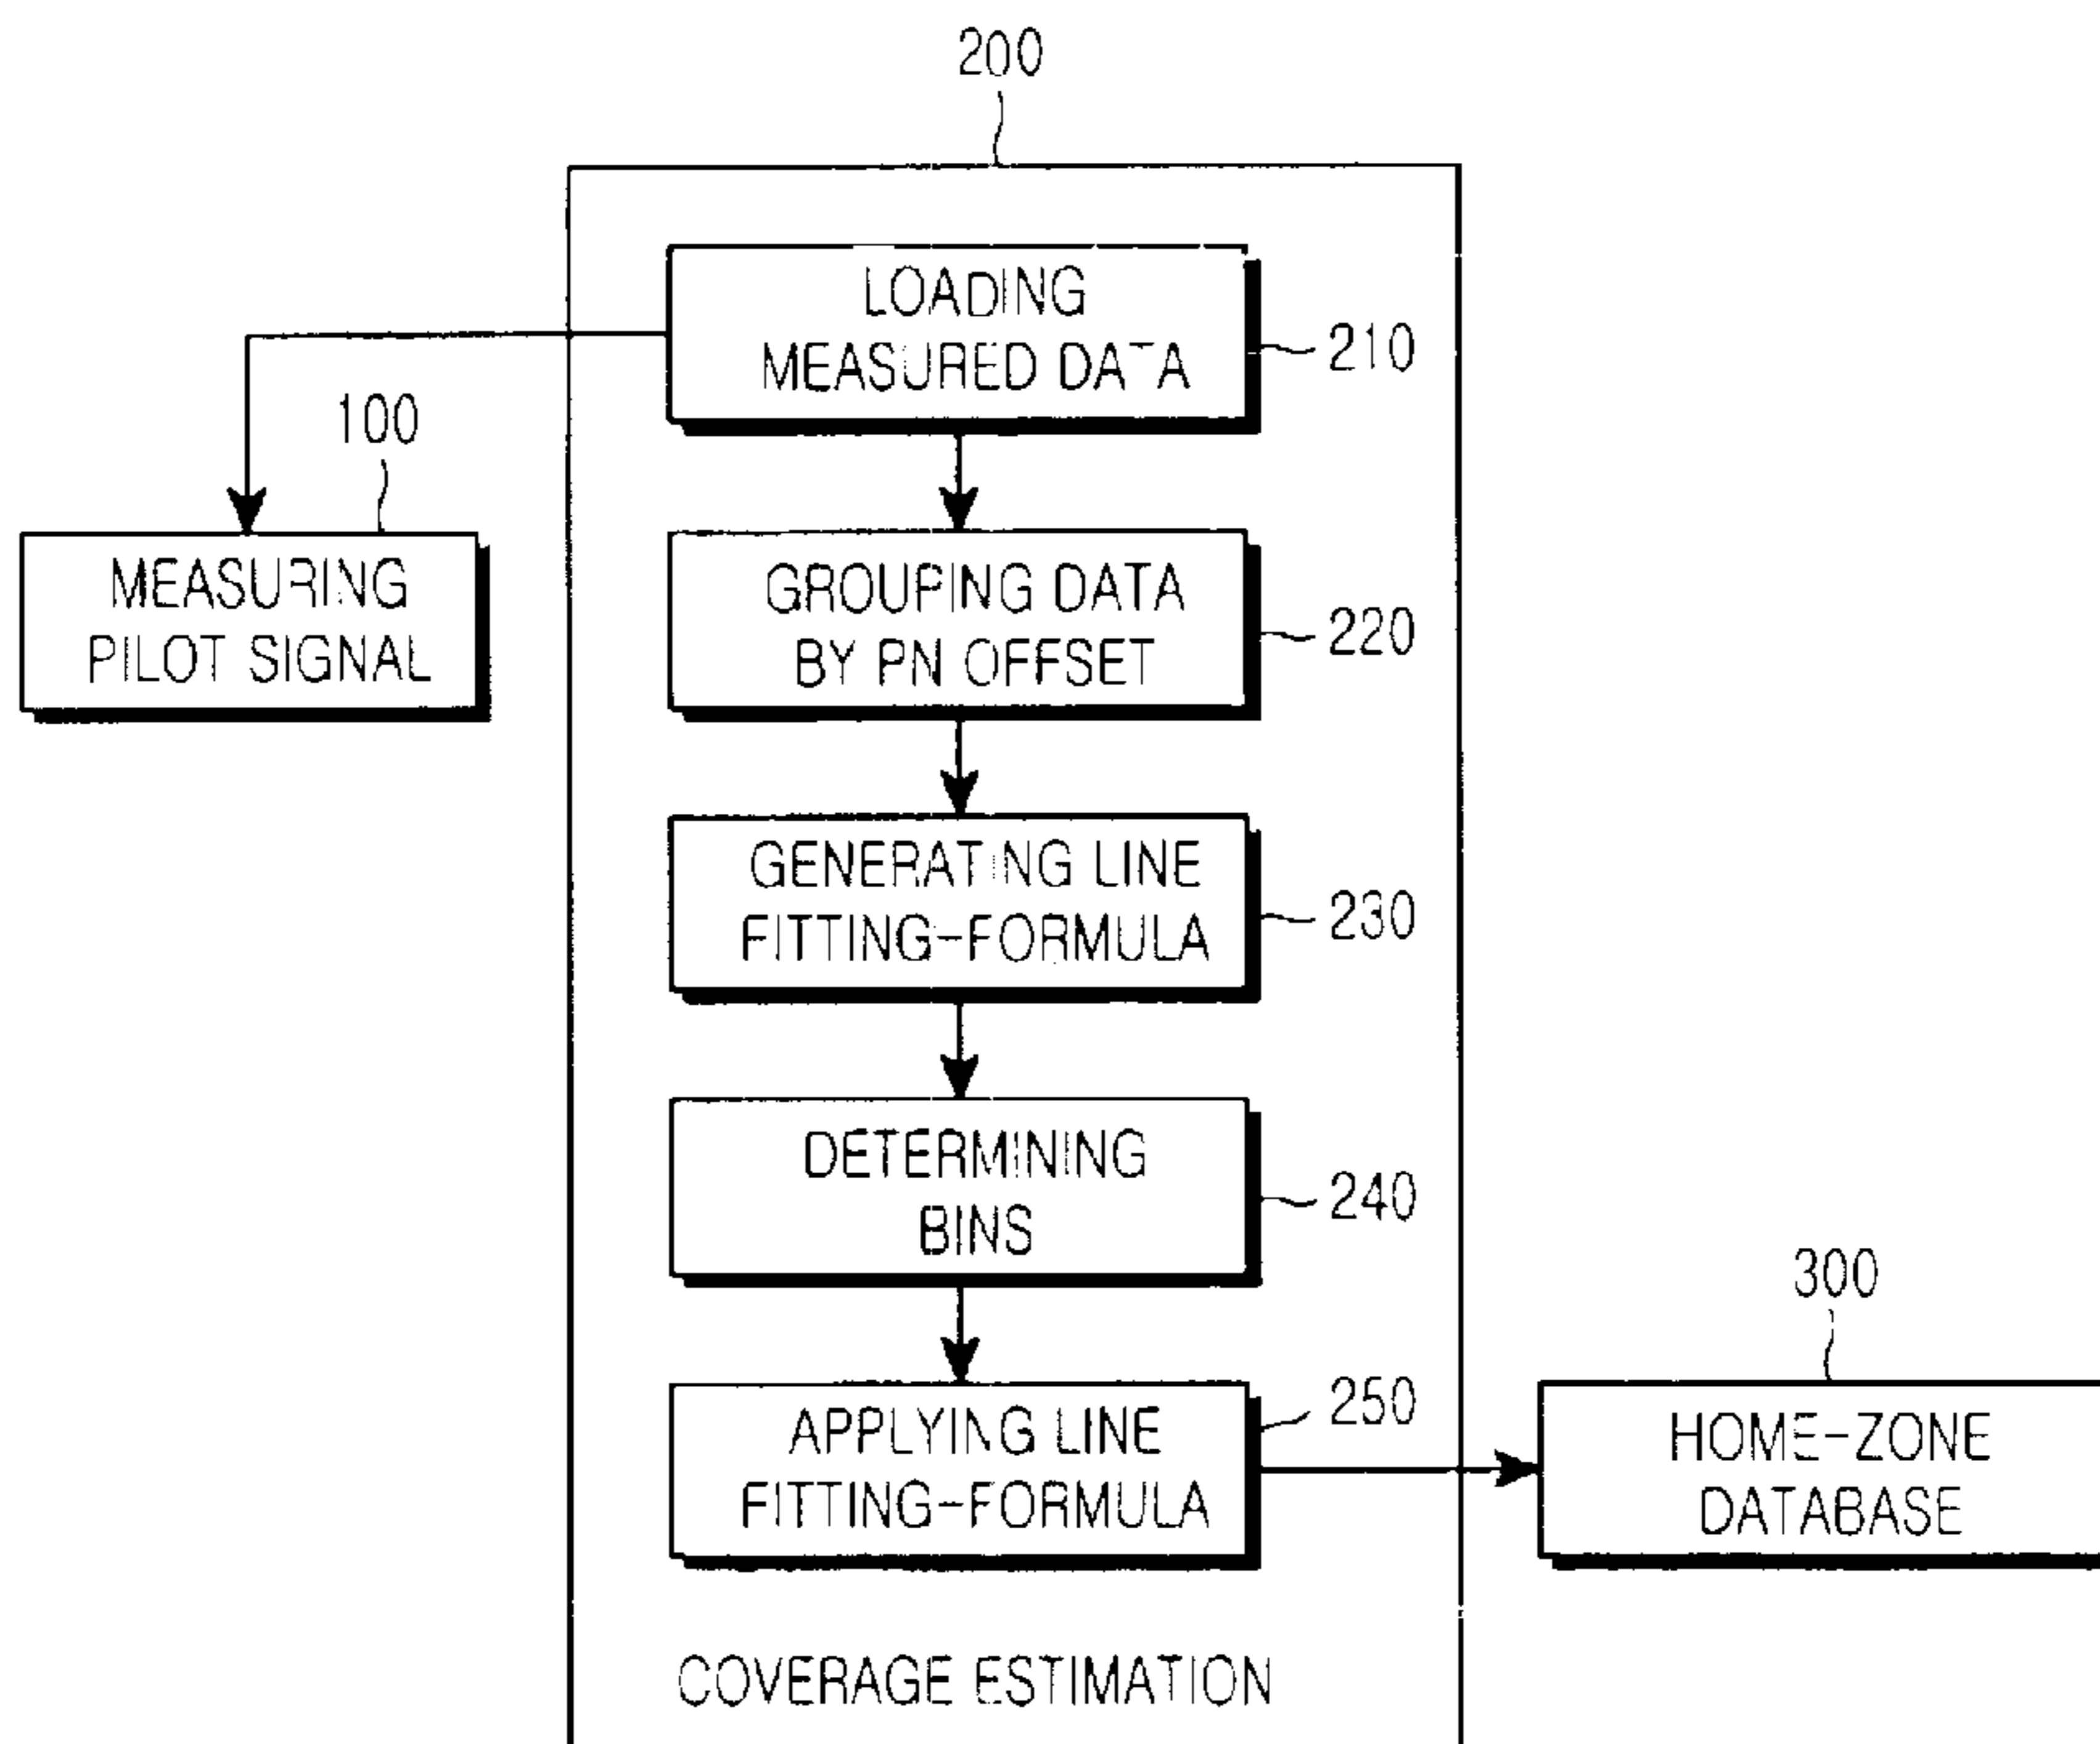 200
LOADING
MEASURED DATA
210
100
MEASURING
PILOT SIGNAL
GROUPING DATA
BY PN OFFSET
220
GENERATING LINE
FITTING-FORMULA
230
DETERMINING
BINS
240
300
APPLYING LINE
FITTING-FORMULA
250
HOME-ZONE
DATABASE
COVERAGE ESTIMATION